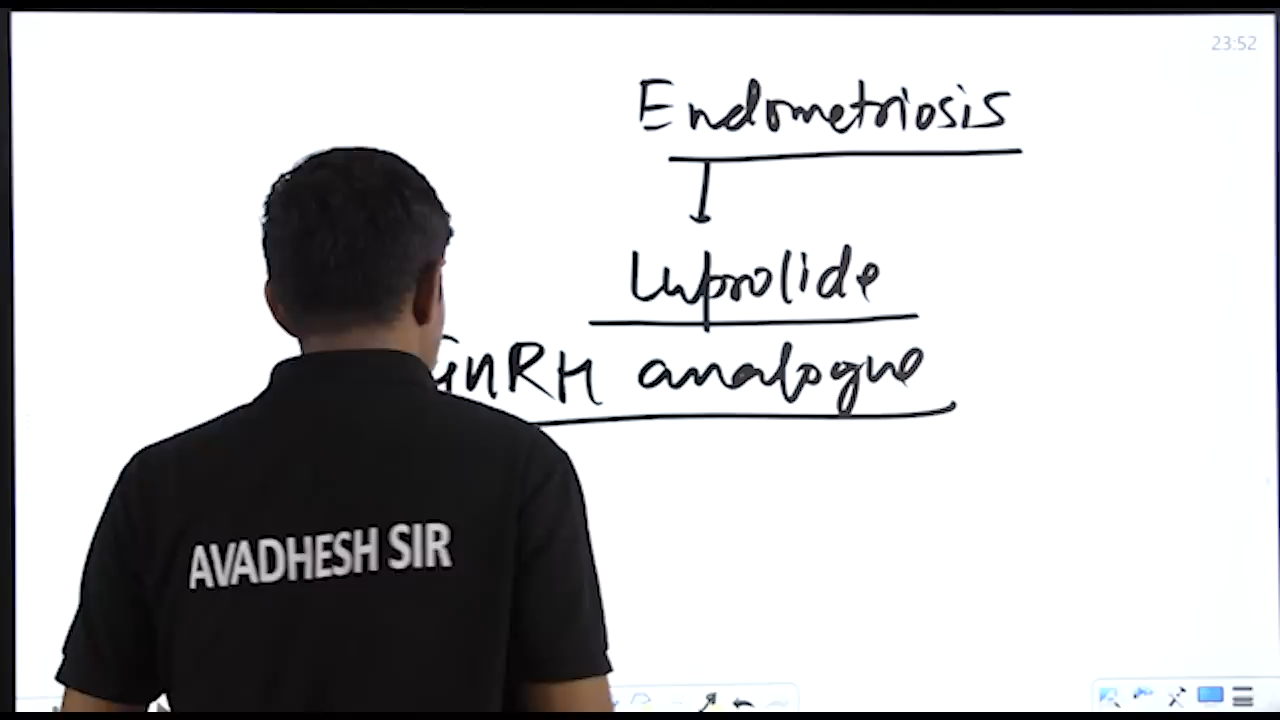 23:52
Endometriosis
Luprolide
GnRH analogue
AVADHESH SIR